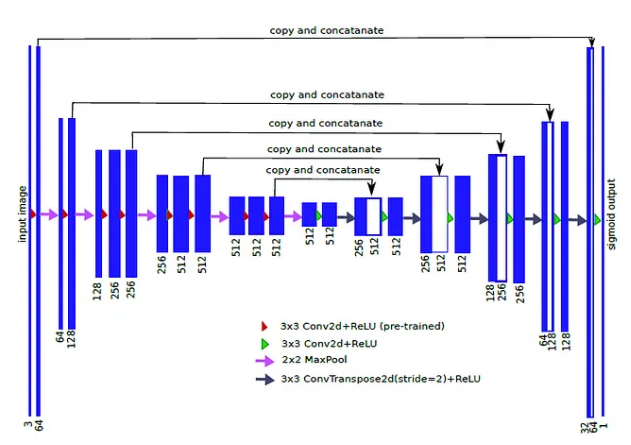 copy and concatanate
copy and concatanate
copy and concatanate
copy and concatanate
copy and concatanate
input image
sigmoid output
3
64
64
128
128
256
256
256
512
512
512
512
512
512
512
256
512
512
256
512
512
128
256
256
64
128
128
32
64
1
3x3 Conv2d+ReLU (pre-trained)
3x3 Conv2d+ReLU
2x2 MaxPool
3x3 ConvTranspose2d(stride=2)+ReLU